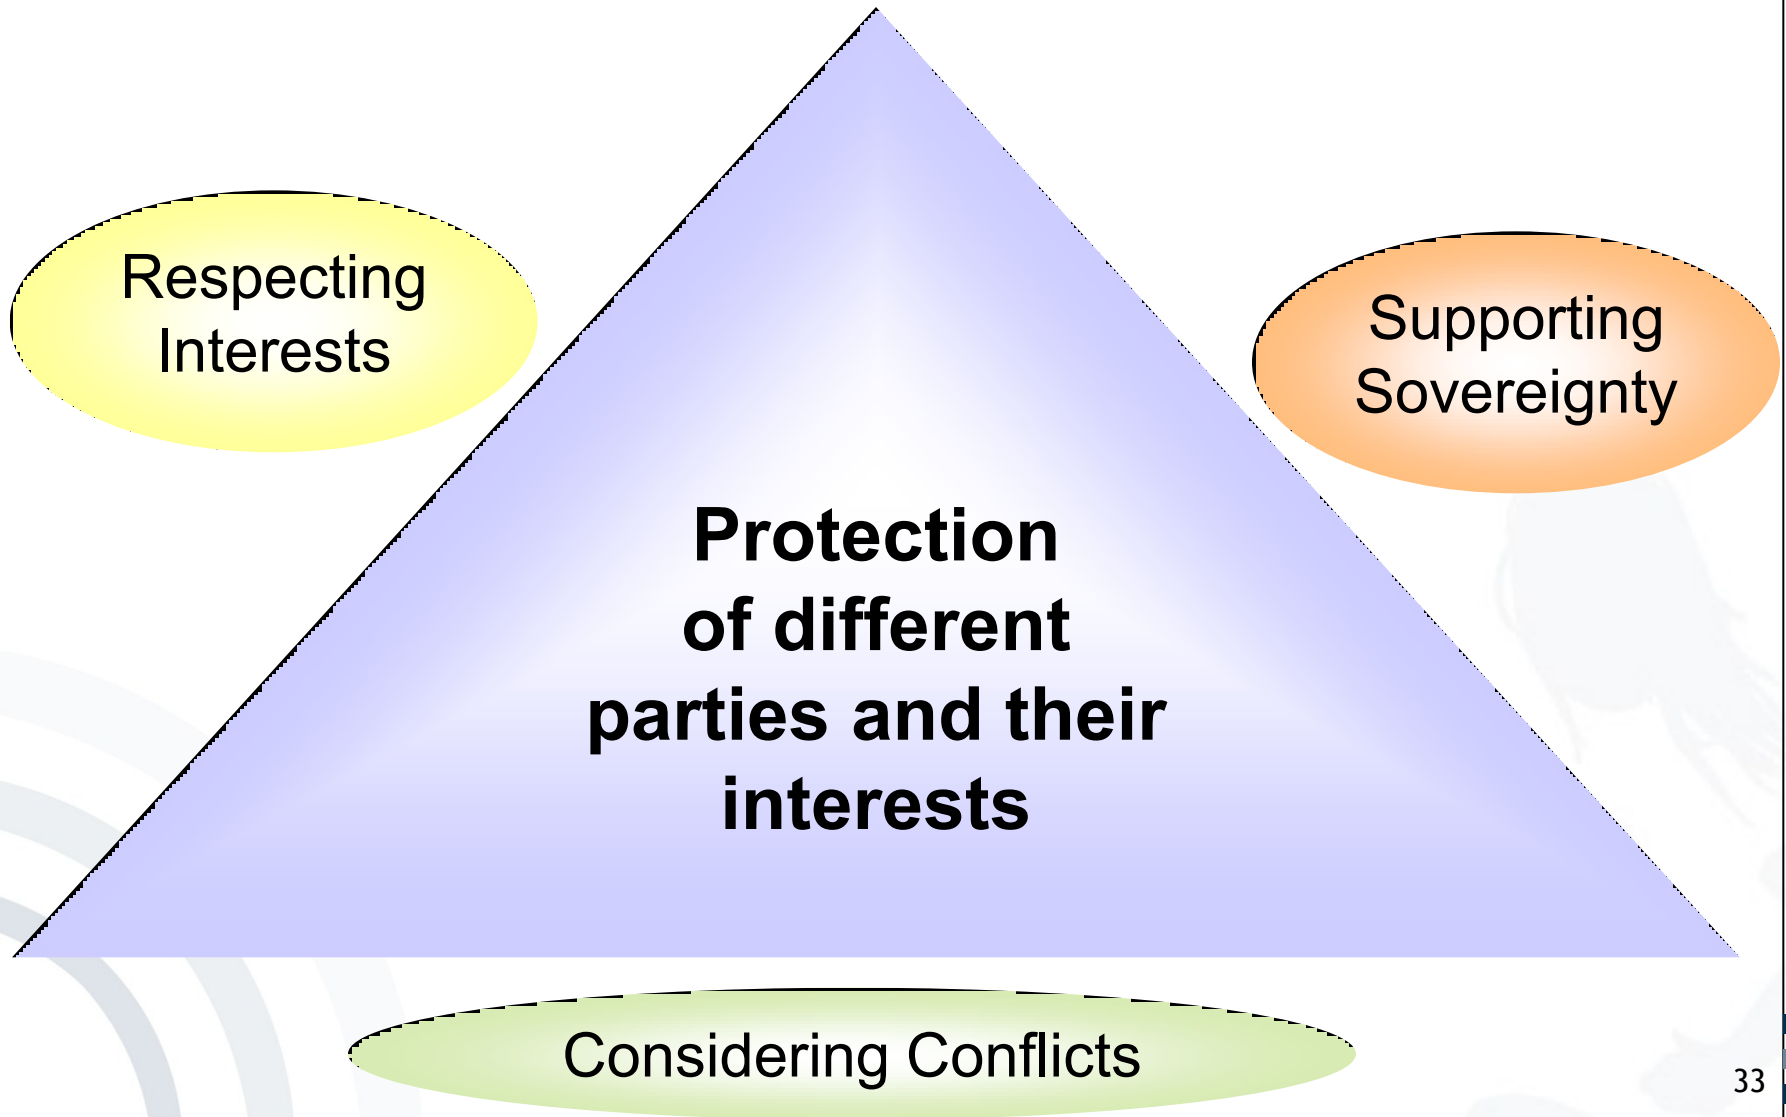 Respecting
Interests
Supporting
Sovereignty
Protection
of different
parties and their
interests
Considering Conflicts
33